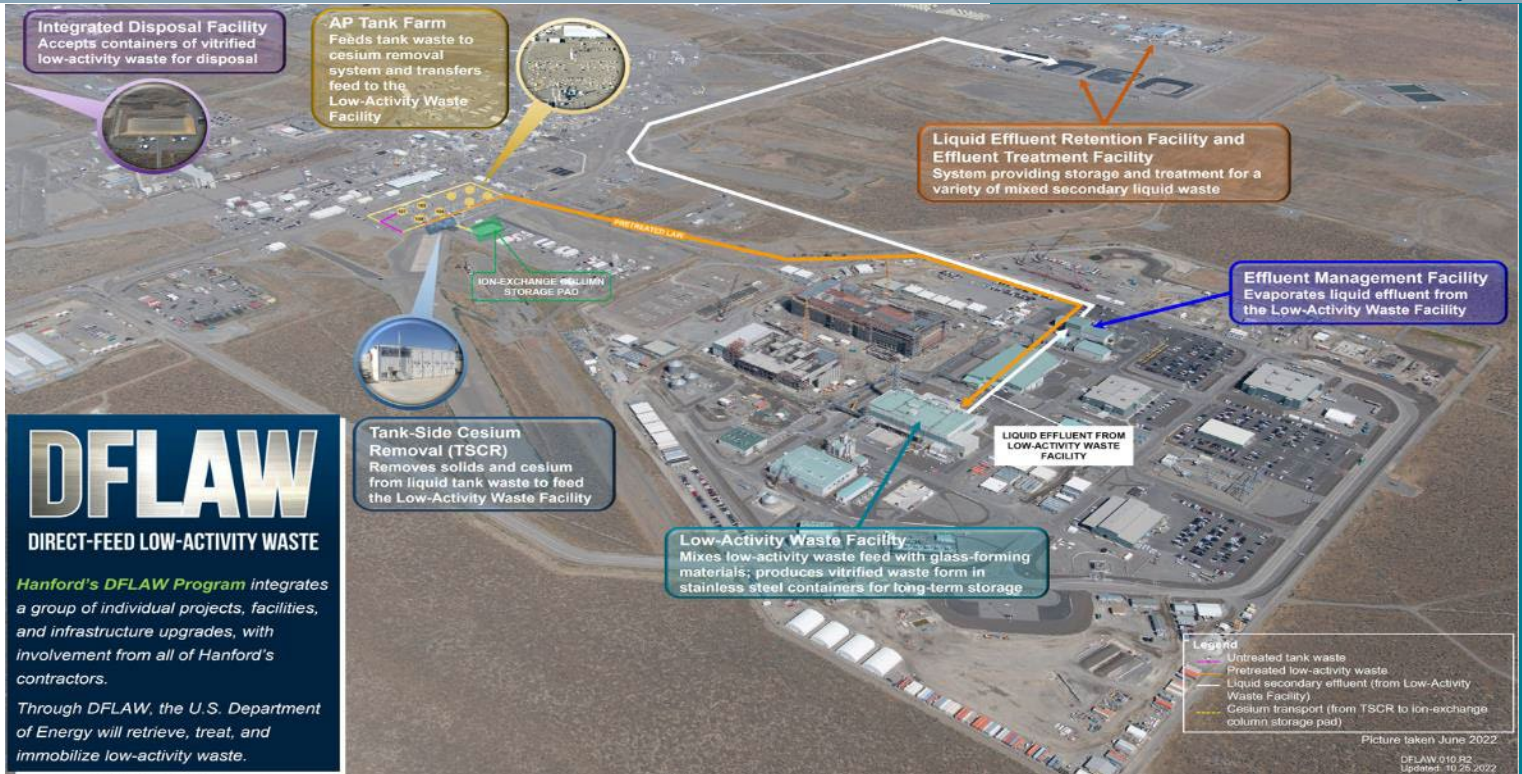 Integrated Disposal Facility
Accepts containers of vitrified
low-activity waste for disposal
AP Tank Farm
Feeds tank waste to
cesium removal
system and transfers
feed to the
Low-Activity Waste
Facility
Liquid Effluent Retention Facility and
Effluent Treatment Facility
System providing storage and treatment for a
variety of mixed secondary liquid waste
PRETREATED LAW
ION-EXCHANGE COLUMN
STORAGE PAD
Effluent Management Facility
Evaporates liquid effluent from
the Low-Activity Waste Facility
Tank-Side Cesium
Removal (TSCR)
Removes solids and cesium
from liquid tank waste to feed
the Low-Activity Waste Facility
LIQUID EFFLUENT FROM
LOW-ACTIVITY WASTE
FACILITY
Low-Activity Waste Facility
Mixes low-activity waste feed with glass-forming
materials; produces vitrified waste form in
stainless steel containers for long-term storage
DFLAW
DIRECT-FEED LOW-ACTIVITY WASTE
Hanford's DFLAW Program integrates
a group of individual projects, facilities,
and infrastructure upgrades, with
involvement from all of Hanford's
contractors.
Through DFLAW, the U.S. Department
of Energy will retrieve, treat, and
immobilize low-activity waste.
Legend
Untreated tank waste
Pretreated low-activity waste
Liquid secondary effluent (from Low-Activity
Waste Facility)
Cesium transport (from TSCR to ion-exchange
column storage pad)
Picture taken June 2022
DFLAW.010.R2
Updated: 10.25.2022